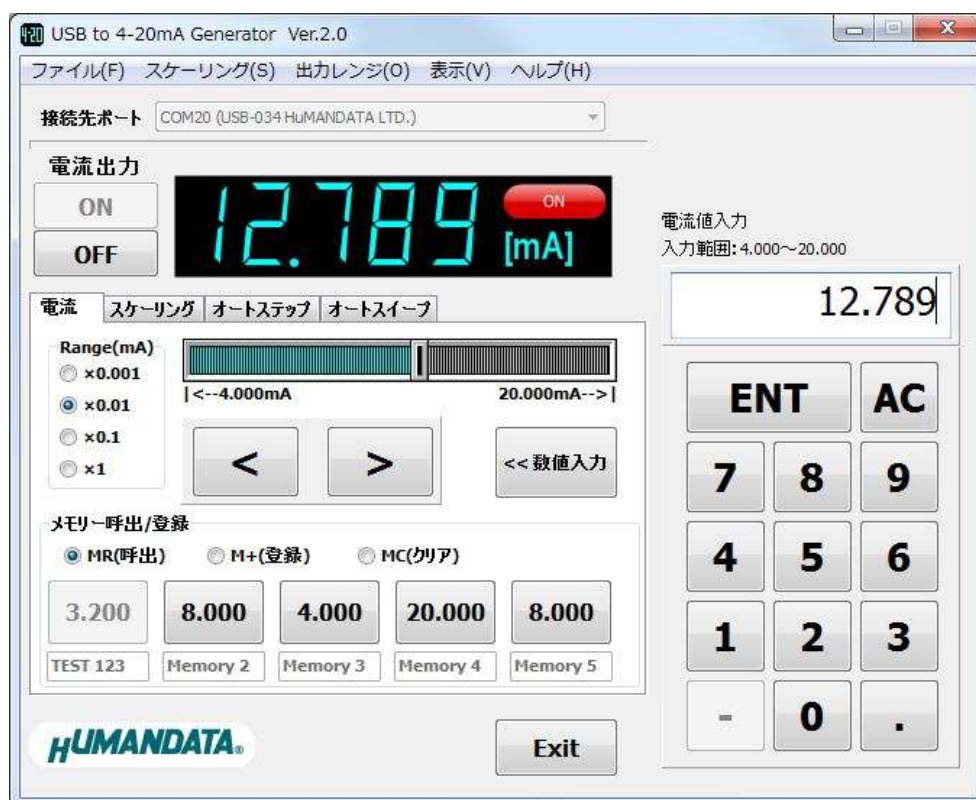 4-20 USB to 4-20mA Generator Ver.2.0
ファイル(F) スケーリング(S) 出力レンジ(O) 表示(V) ヘルプ(H)
接続先ポート COM20 (USB-034 HuMANDATA LTD.)
電流出力
ON
OFF
12.789
ON
[mA]
電流値入力
入力範囲:4.000～20.000
12.789
電流 スケーリング オートステップ オートスイープ
Range(mA)
×0.001
×0.01
×0.1
×1
|<--4.000mA 20.000mA-->|
< > << 数値入力
メモリー呼出/登録
MR(呼出) M+(登録) MC(クリア)
3.200 8.000 4.000 20.000 8.000
TEST 123 Memory 2 Memory 3 Memory 4 Memory 5
ENT AC
7 8 9
4 5 6
1 2 3
- 0 .
HUMANDATA®
Exit